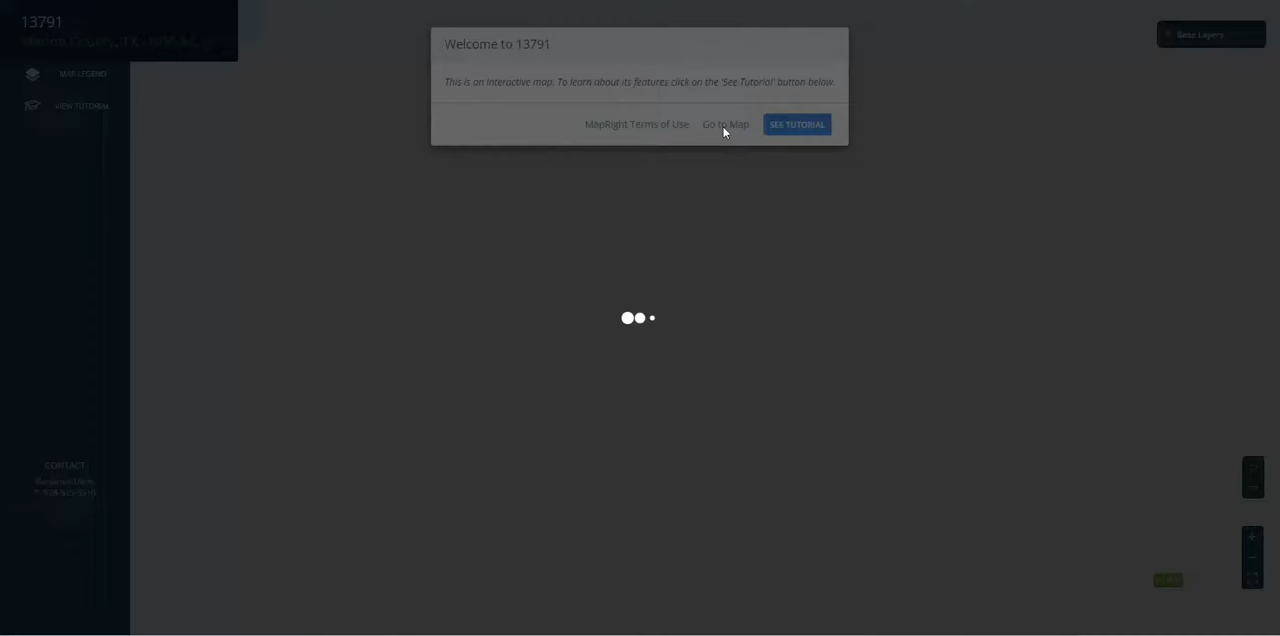 13791
Welcome to 13791
Base Layers
This is an interactive map. To learn about its features click on the 'See Tutorial' button below.
MAP LEGEND
VIEW TUTORIAL
MapRight Terms of Use Go to Map SEE TUTORIAL
CONTACT